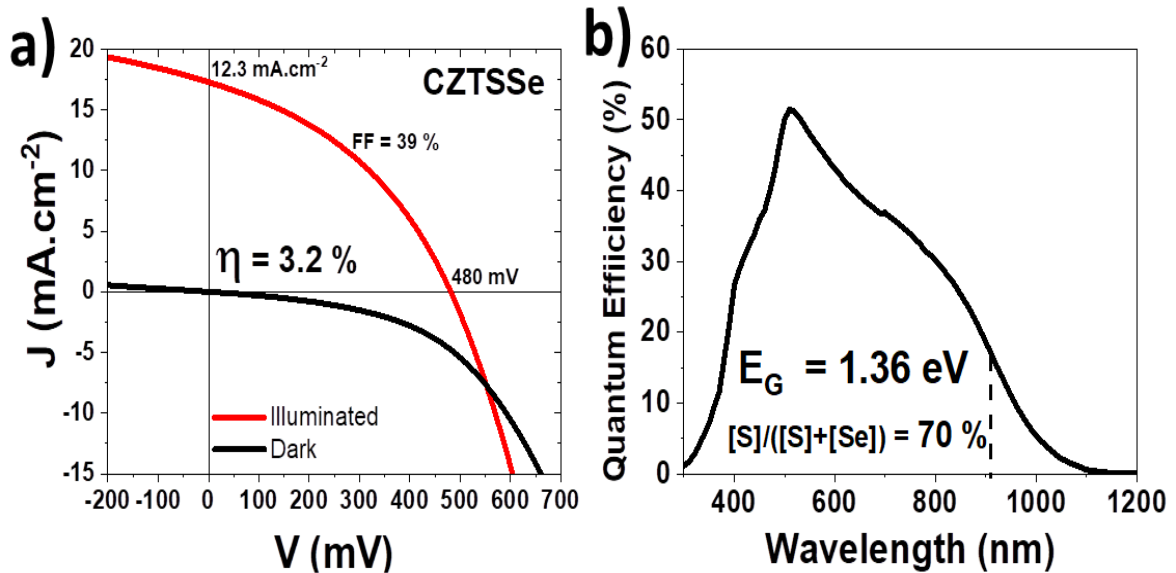 a)
20
15
10
5
0
-5
-10
-15
J (mA.cm-2)
12.3 mA.cm-2
CZTSSe
FF = 39 %
η = 3.2 %
480 mV
Illuminated
Dark
-200 -100 0 100 200 300 400 500 600 700
V (mV)
b)
60
50
40
30
20
10
0
Quantum Effiiciency (%)
EG = 1.36 eV
[S]/([S]+[Se]) = 70 %
400 600 800 1000 1200
Wavelength (nm)